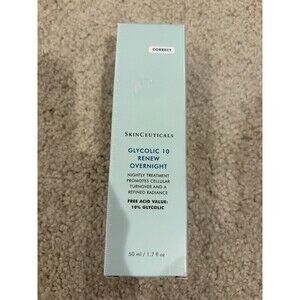 CORRECT
SKINCEUTICALS
GLYCOLIC 10
RENEW
OVERNIGHT
NIGHTLY TREATMENT
PROMOTES CELLULAR
TURNOVER AND A
REFINED RADIANCE
FREE ACID VALUE:
10% GLYCOLIC
50 ml / 1.7 fl oz